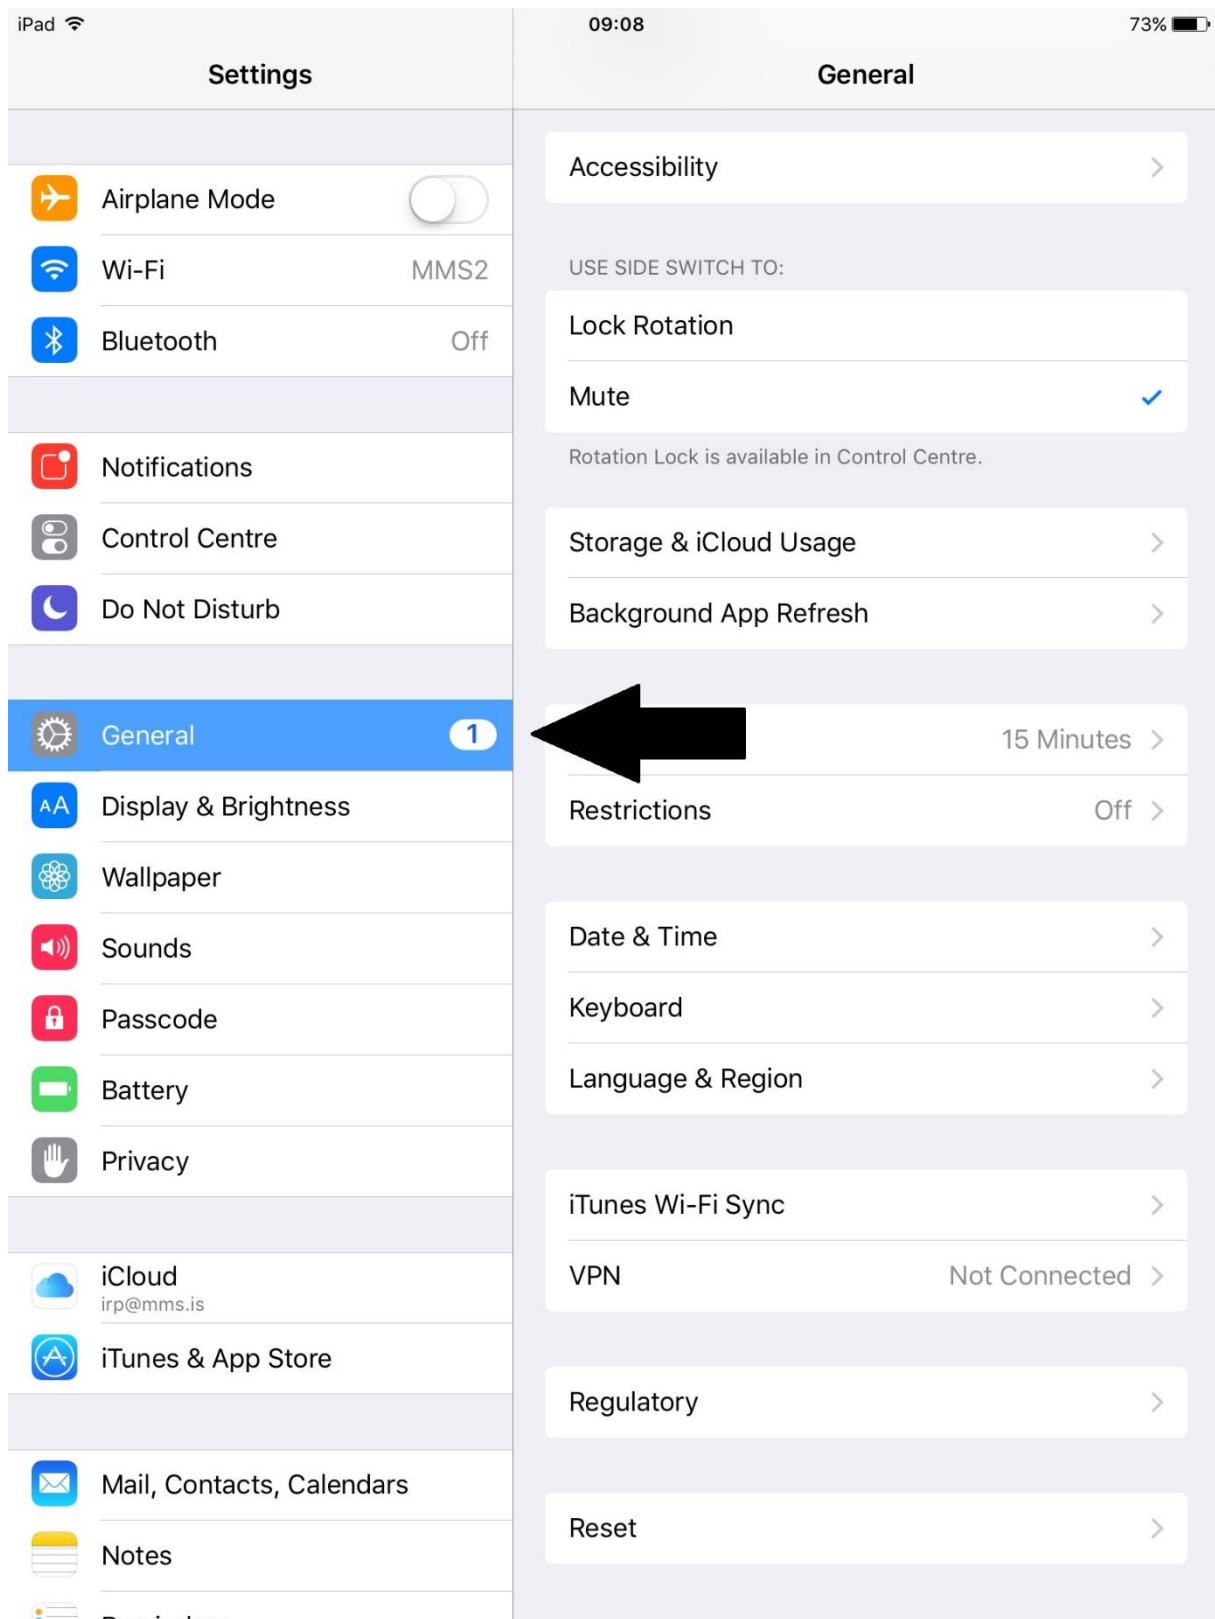 iPad
09:08
73%
Settings
General
Airplane Mode
Wi-Fi MMS2
Bluetooth Off
Notifications
Control Centre
Do Not Disturb
General 1
Display & Brightness
Wallpaper
Sounds
Passcode
Battery
Privacy
iCloud
irp@mms.is
iTunes & App Store
Mail, Contacts, Calendars
Notes
Accessibility
USE SIDE SWITCH TO:
Lock Rotation
Mute
Rotation Lock is available in Control Centre.
Storage & iCloud Usage
Background App Refresh
15 Minutes
Restrictions Off
Date & Time
Keyboard
Language & Region
iTunes Wi-Fi Sync
VPN Not Connected
Regulatory
Reset